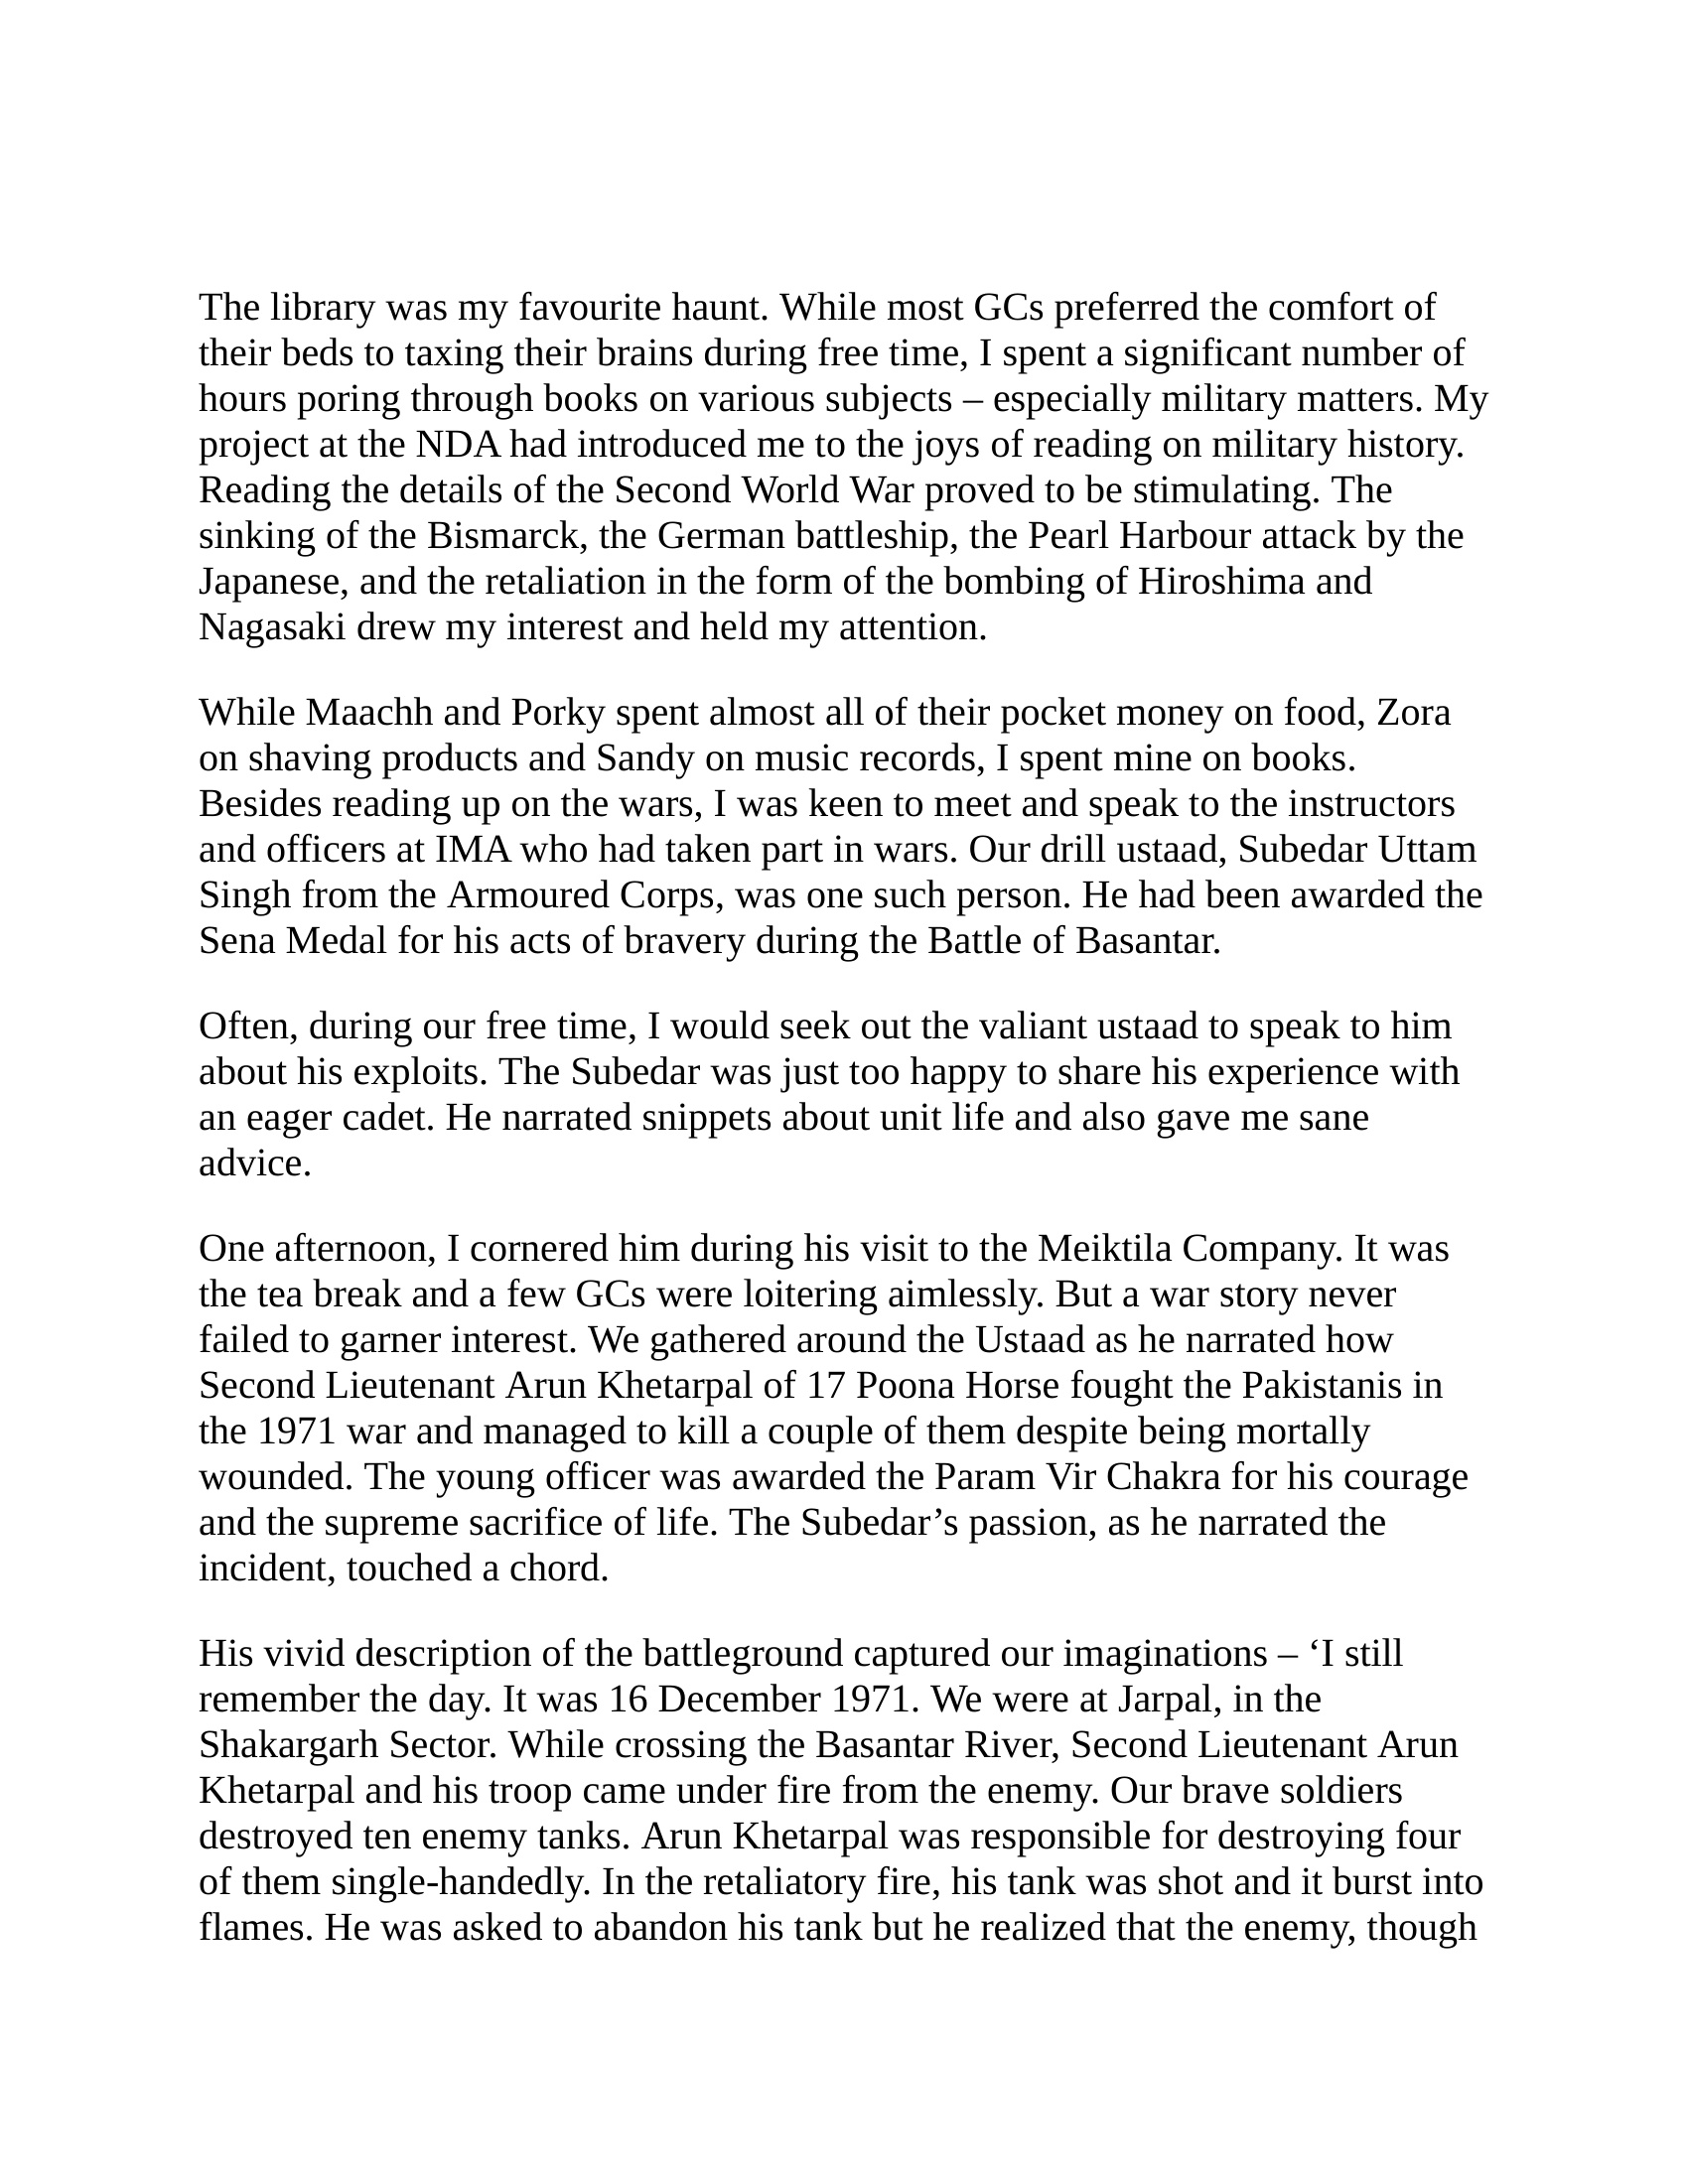 The library was my favourite haunt. While most GCs preferred the comfort of
their beds to taxing their brains during free time, I spent a significant number of
hours poring through books on various subjects – especially military matters. My
project at the NDA had introduced me to the joys of reading on military history.
Reading the details of the Second World War proved to be stimulating. The
sinking of the Bismarck, the German battleship, the Pearl Harbour attack by the
Japanese, and the retaliation in the form of the bombing of Hiroshima and
Nagasaki drew my interest and held my attention.
While Maachh and Porky spent almost all of their pocket money on food, Zora
on shaving products and Sandy on music records, I spent mine on books.
Besides reading up on the wars, I was keen to meet and speak to the instructors
and officers at IMA who had taken part in wars. Our drill ustaad, Subedar Uttam
Singh from the Armoured Corps, was one such person. He had been awarded the
Sena Medal for his acts of bravery during the Battle of Basantar.
Often, during our free time, I would seek out the valiant ustaad to speak to him
about his exploits. The Subedar was just too happy to share his experience with
an eager cadet. He narrated snippets about unit life and also gave me sane
advice.
One afternoon, I cornered him during his visit to the Meiktila Company. It was
the tea break and a few GCs were loitering aimlessly. But a war story never
failed to garner interest. We gathered around the Ustaad as he narrated how
Second Lieutenant Arun Khetarpal of 17 Poona Horse fought the Pakistanis in
the 1971 war and managed to kill a couple of them despite being mortally
wounded. The young officer was awarded the Param Vir Chakra for his courage
and the supreme sacrifice of life. The Subedar’s passion, as he narrated the
incident, touched a chord.
His vivid description of the battleground captured our imaginations – ‘I still
remember the day. It was 16 December 1971. We were at Jarpal, in the
Shakargarh Sector. While crossing the Basantar River, Second Lieutenant Arun
Khetarpal and his troop came under fire from the enemy. Our brave soldiers
destroyed ten enemy tanks. Arun Khetarpal was responsible for destroying four
of them single-handedly. In the retaliatory fire, his tank was shot and it burst into
flames. He was asked to abandon his tank but he realized that the enemy, though